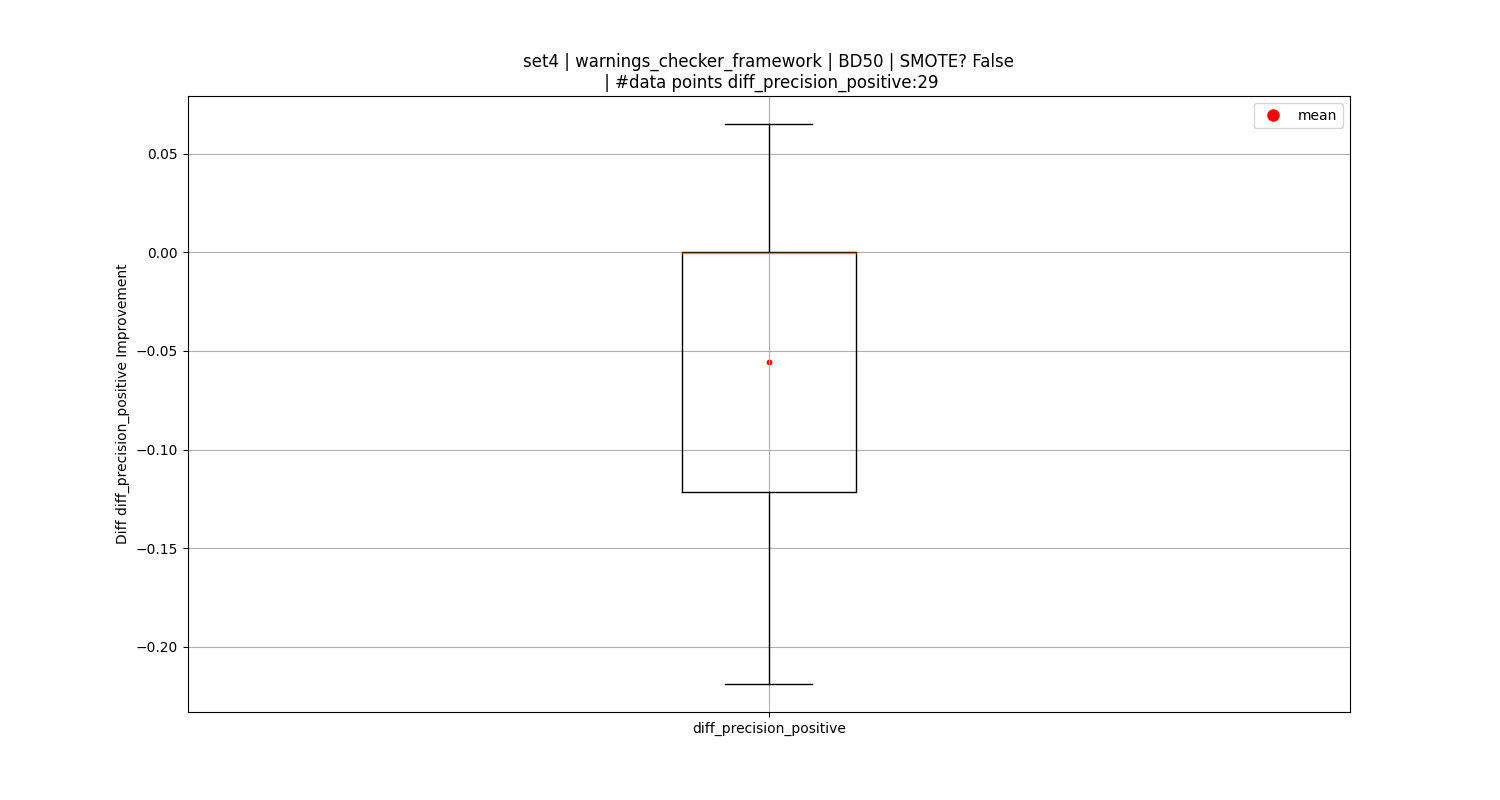 set4 | warnings_checker_framework | BD50 | SMOTE? False
| #data points diff_precision_positive:29
mean
0.05
0.00
−0.05
−0.10
−0.15
−0.20
Diff diff_precision_positive Improvement
diff_precision_positive